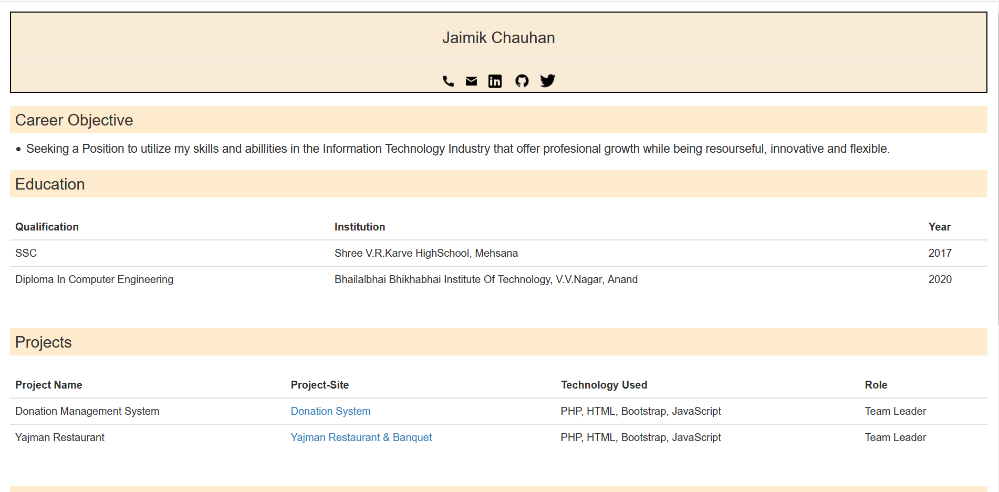 Jaimik Chauhan
in
Career Objective
• Seeking a Position to utilize my skills and abillities in the Information Technology Industry that offer profesional growth while being resourseful, innovative and flexible.
Education
Qualification Institution Year
SSC Shree V.R.Karve HighSchool, Mehsana 2017
Diploma In Computer Engineering Bhailalbhai Bhikhabhai Institute Of Technology, V.V.Nagar, Anand 2020
Projects
Project Name Project-Site Technology Used Role
Donation Management System Donation System PHP, HTML, Bootstrap, JavaScript Team Leader
Yajman Restaurant Yajman Restaurant & Banquet PHP, HTML, Bootstrap, JavaScript Team Leader